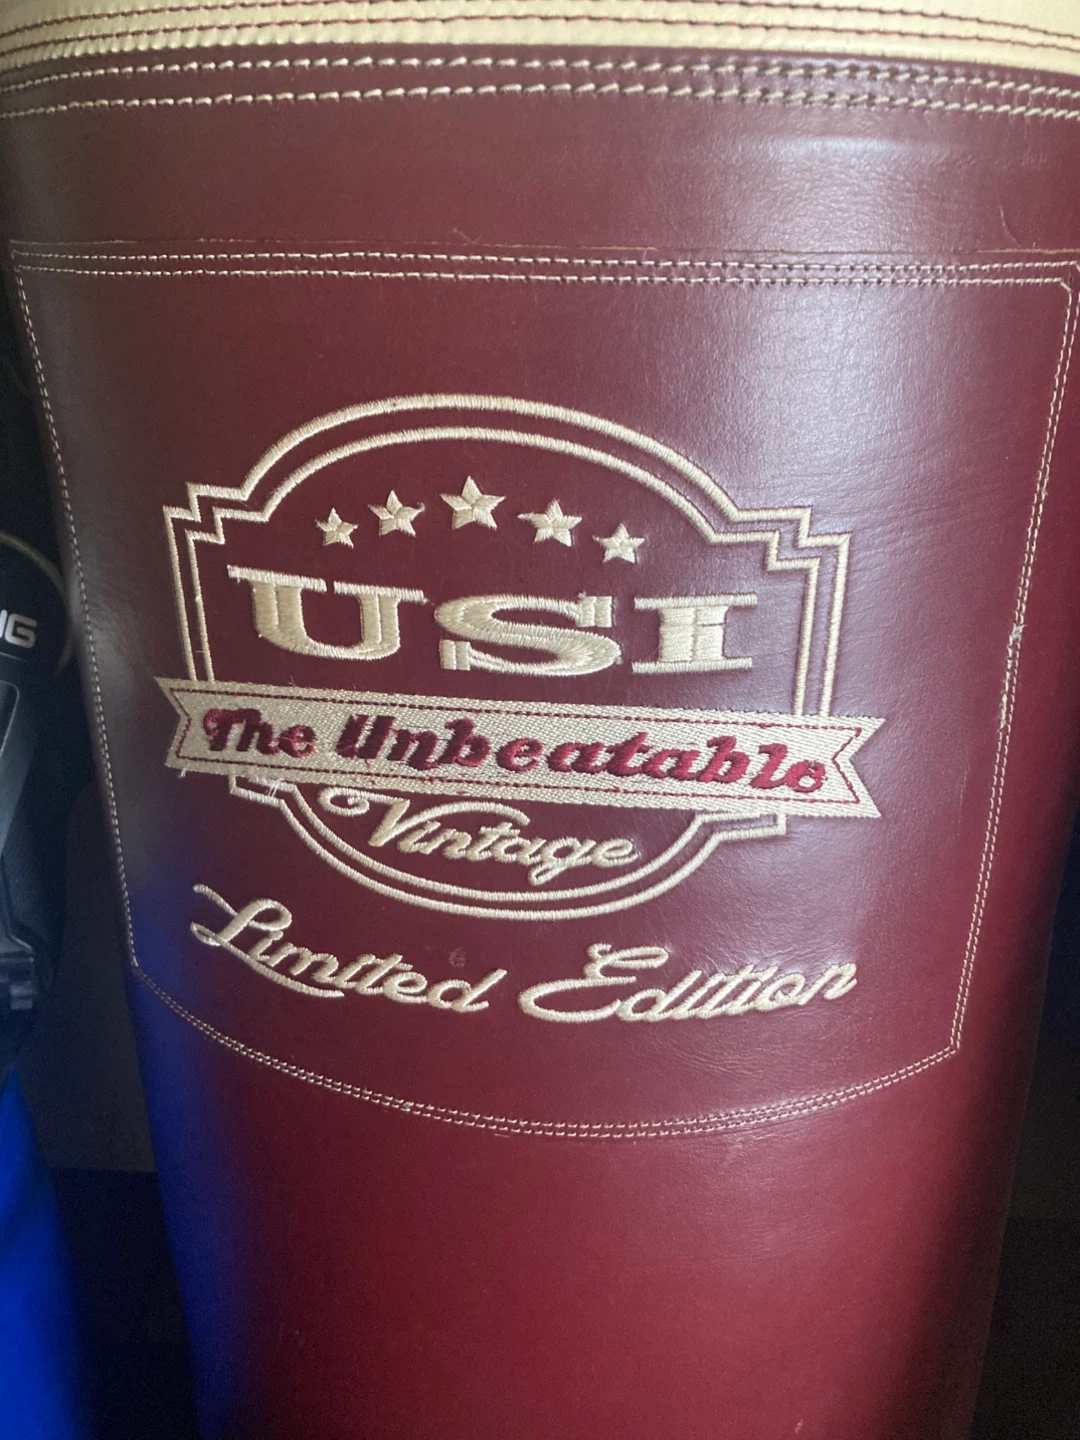 USI
The Unbeatable
Vintage
Limited Edition